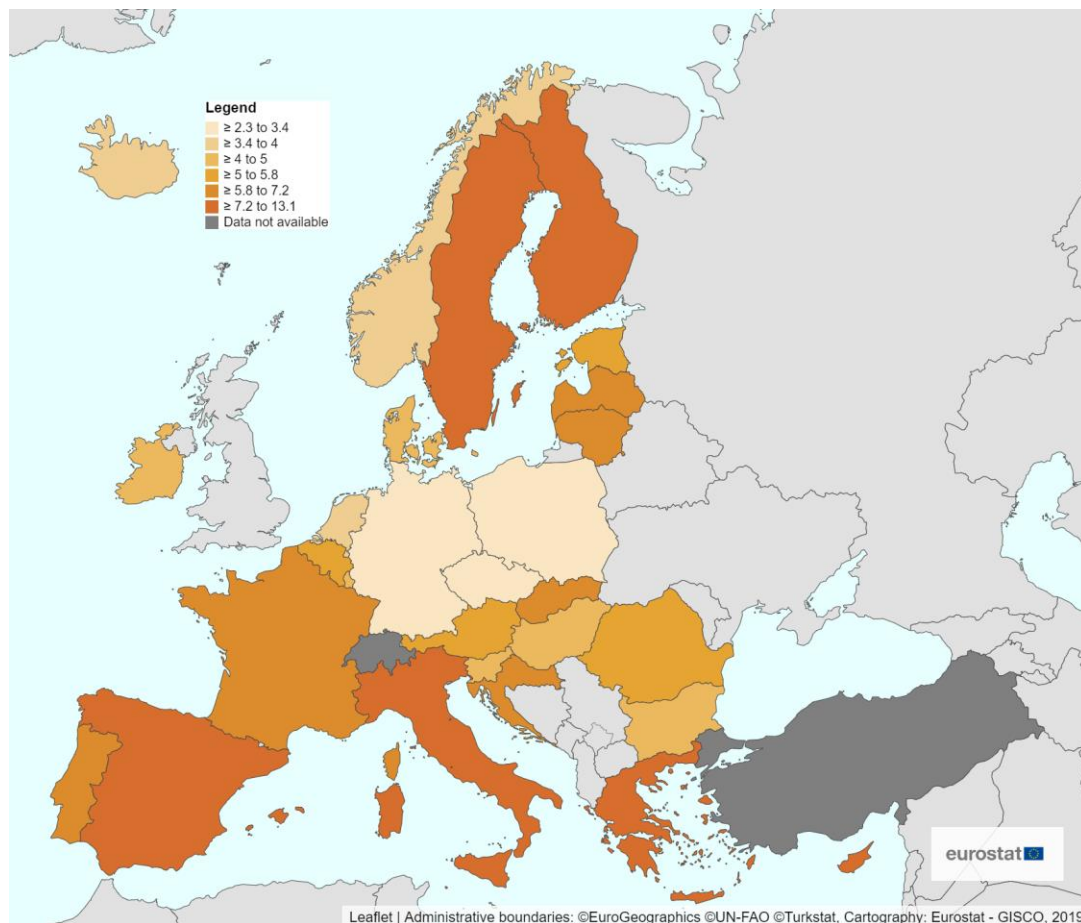 Legend
≥ 2.3 to 3.4
≥ 3.4 to 4
≥ 4 to 5
≥ 5 to 5.8
≥ 5.8 to 7.2
≥ 7.2 to 13.1
Data not available
eurostat
Leaflet | Administrative boundaries: ©EuroGeographics ©UN-FAO ©Turkstat, Cartography: Eurostat - GISCO, 2019